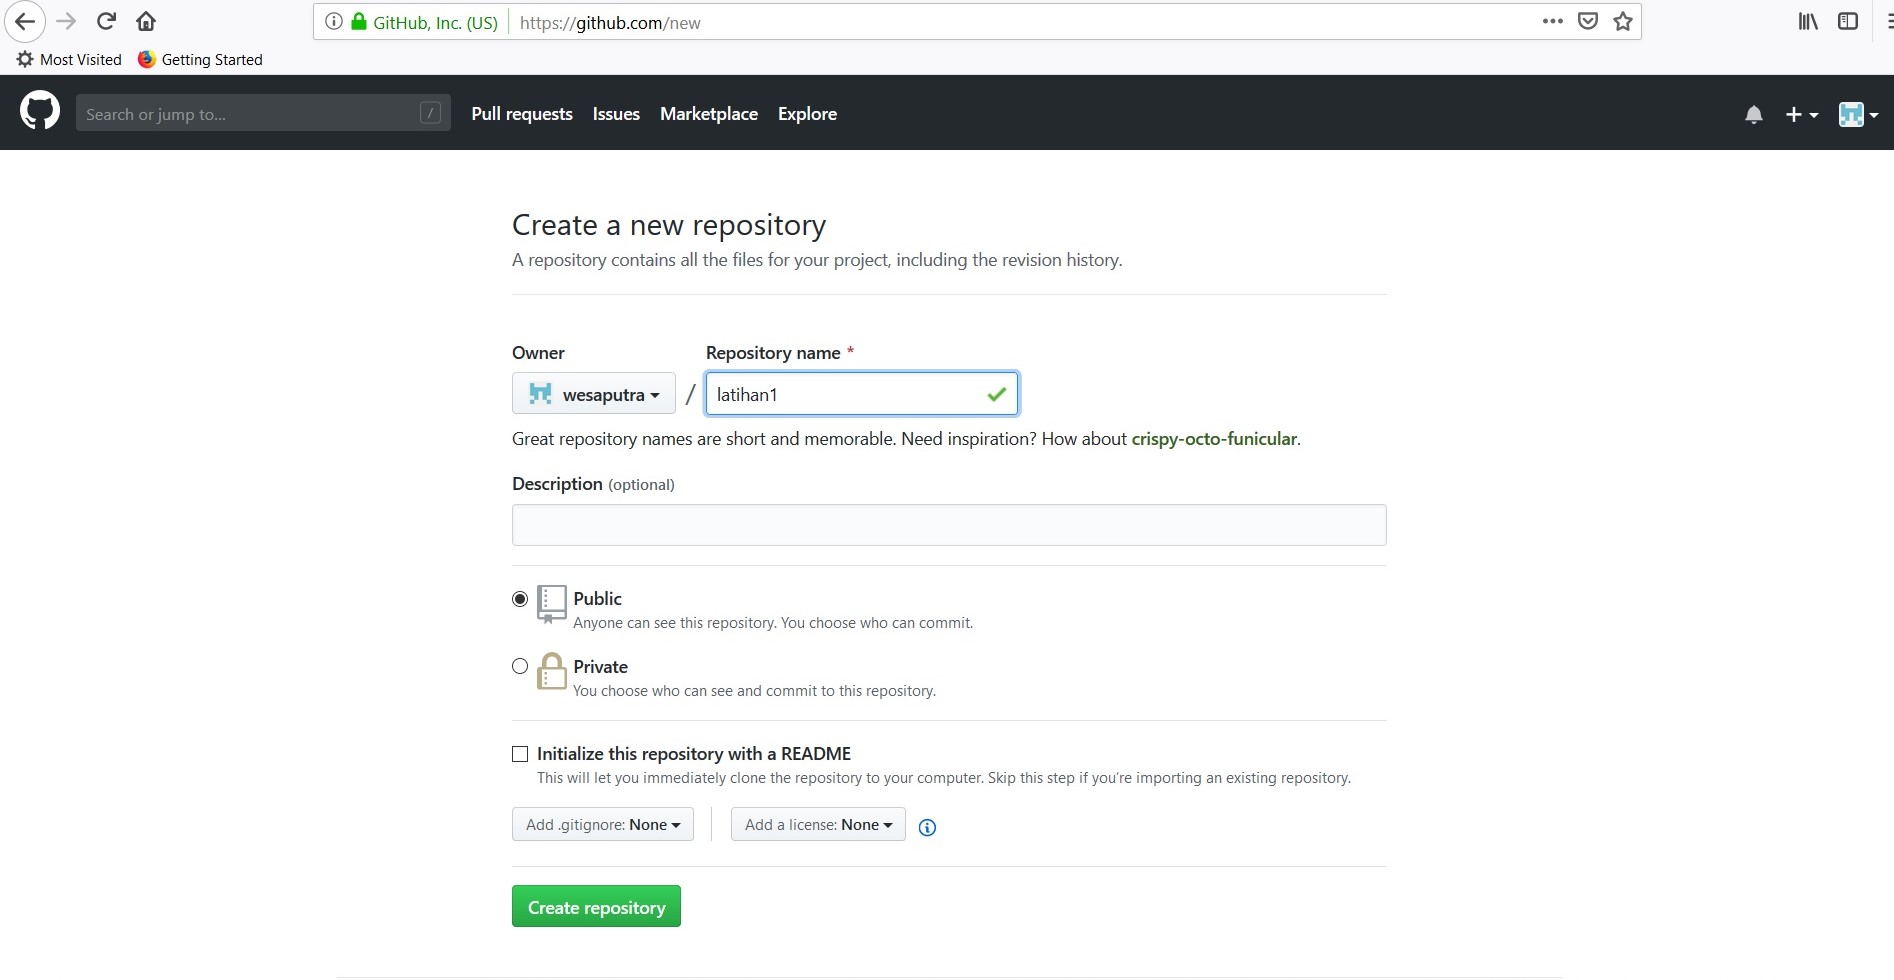 GitHub, Inc. (US) https://github.com/new
Most Visited Getting Started
Search or jump to... / Pull requests Issues Marketplace Explore
Create a new repository
A repository contains all the files for your project, including the revision history.
Owner Repository name *
wesaputra / latihan1
Great repository names are short and memorable. Need inspiration? How about crispy-octo-funicular.
Description (optional)
Public
Anyone can see this repository. You choose who can commit.
Private
You choose who can see and commit to this repository.
Initialize this repository with a README
This will let you immediately clone the repository to your computer. Skip this step if you’re importing an existing repository.
Add .gitignore: None Add a license: None
Create repository